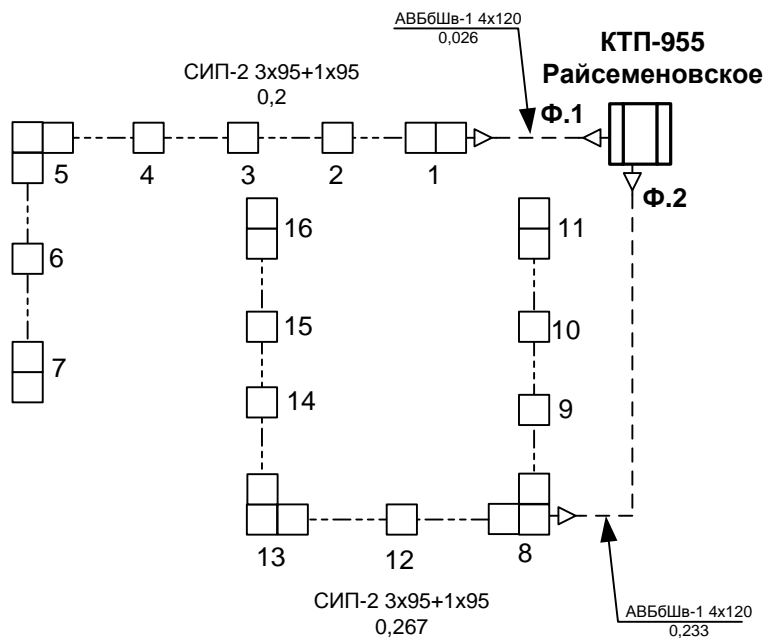 АВБбШв-1 4х120
0,026
КТП-955
Райсеменовское
СИП-2 3х95+1х95
0,2
Ф.1
5
4
3
2
1
Ф.2
16
11
6
15
10
7
14
9
13
12
8
СИП-2 3х95+1х95
0,267
АВБбШв-1 4х120
0,233